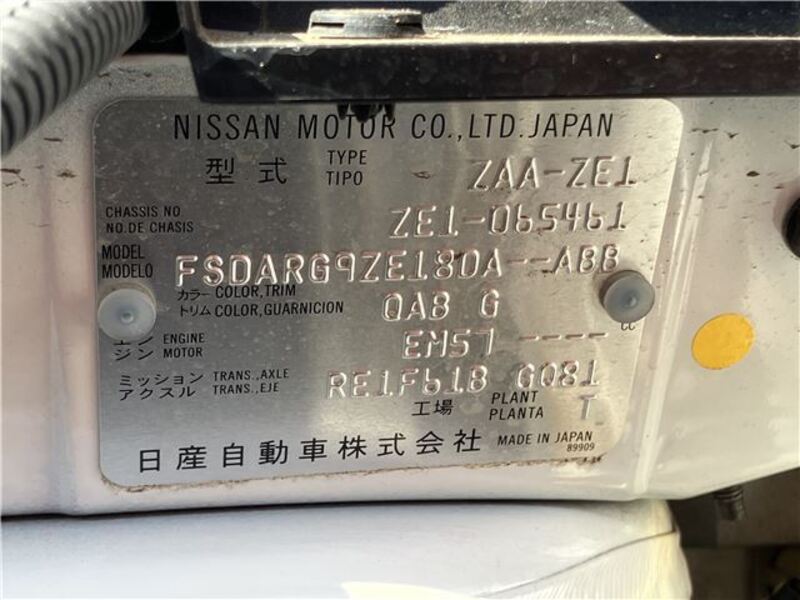 NISSAN MOTOR CO.,LTD. JAPAN
型式 TYPE TIPO ZAA-ZE1
CHASSIS NO
NO.DE CHASIS ZE1-065461
MODEL
MODELO FSDARG9ZE18DA--ABB
カラー COLOR,TRIM
トリム COLOR,GUARNICION QAB G
CC
エンジン ENGINE MOTOR EM57 ----
ミッション TRANS.,AXLE
アクスル TRANS.,EJE RE1F61B GQ81
工場 PLANT PLANTA T
日産自動車株式会社 MADE IN JAPAN
89909